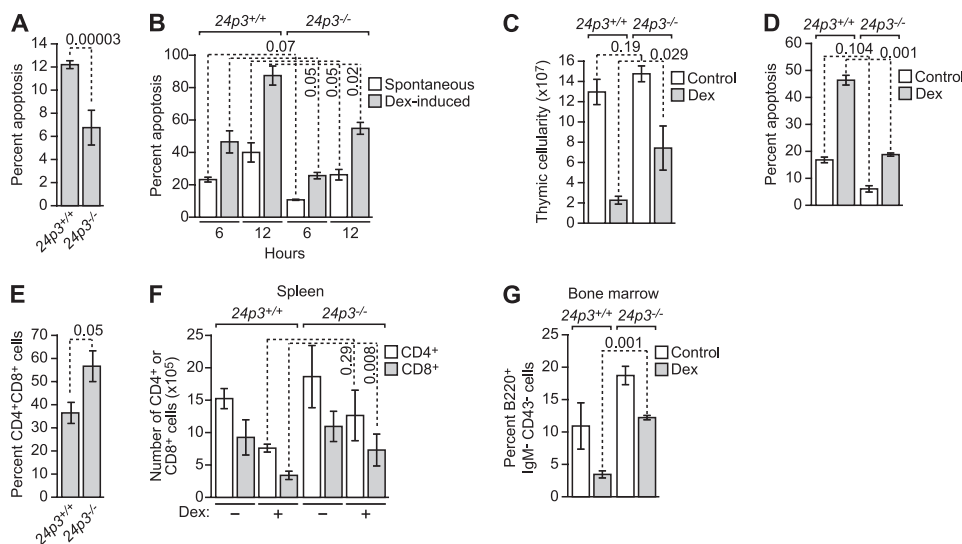 A
0.00003
Percent apoptosis
14
12
10
8
6
4
2
0
24p3+/+
24p3-/-
B
24p3+/+
24p3-/-
0.07
0.05
0.05
0.02
Spontaneous
Dex-induced
Percent apoptosis
100
80
60
40
20
0
6
12
6
12
Hours
C
24p3+/+
24p3-/-
0.19
0.029
Control
Dex
Thymic cellularity (x107)
16
14
12
10
8
6
4
2
0
D
24p3+/+
24p3-/-
0.104
0.001
Control
Dex
Percent apoptosis
60
50
40
30
20
10
0
E
0.05
Percent CD4+CD8+ cells
70
60
50
40
30
20
10
0
24p3+/+
24p3-/-
F
Spleen
24p3+/+
24p3-/-
0.29
0.008
CD4+
CD8+
Number of CD4+ or
CD8+ cells (x105)
25
20
15
10
5
0
Dex:
–
+
–
+
G
Bone marrow
24p3+/+
24p3-/-
0.001
Control
Dex
Percent B220+
IgM- CD43- cells
25
20
15
10
5
0